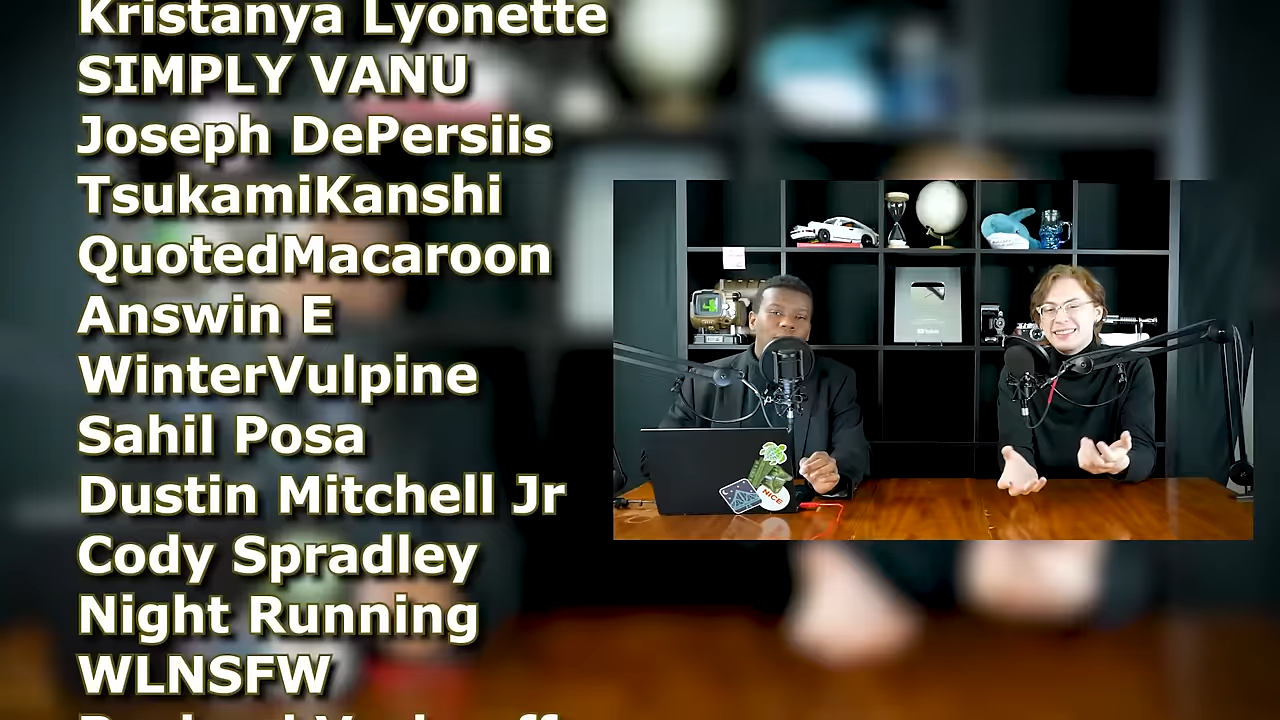 Kristanya Lyonette
SIMPLY VANU
Joseph DePersiis
TsukamiKanshi
QuotedMacaroon
Answin E
WinterVulpine
Sahil Posa
Dustin Mitchell Jr
Cody Spradley
Night Running
WLNSFW
NICE